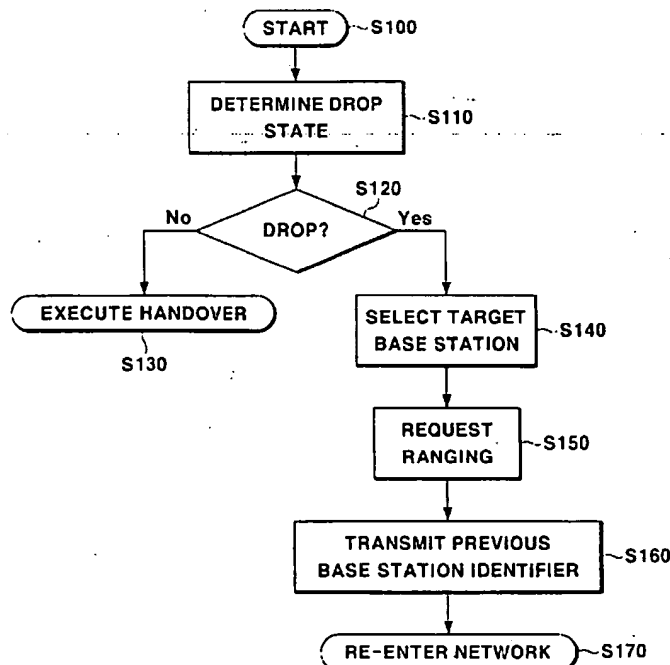 START
S100
DETERMINE DROP
STATE
S110
S120
No
DROP?
Yes
EXECUTE HANDOVER
S130
SELECT TARGET
BASE STATION
S140
REQUEST
RANGING
S150
TRANSMIT PREVIOUS
BASE STATION IDENTIFIER
S160
RE-ENTER NETWORK
S170